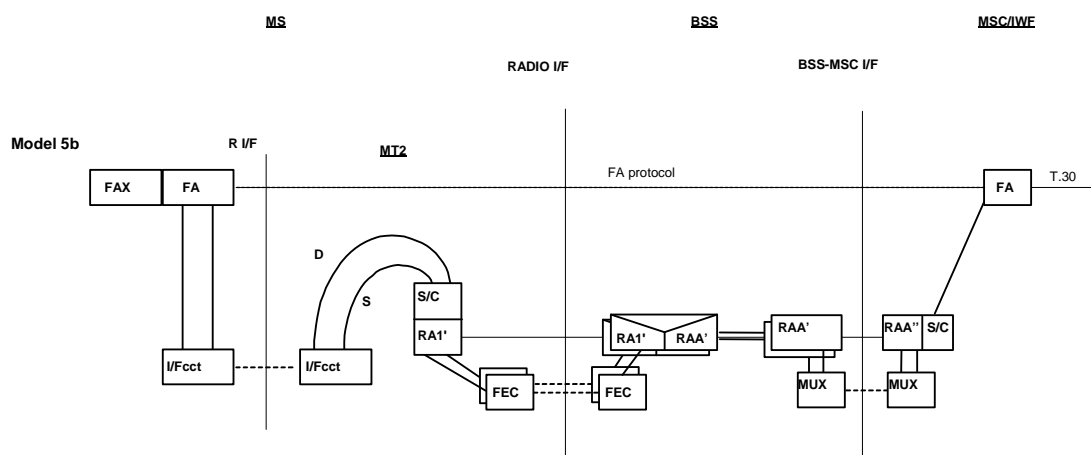 MS BSS MSC/IWF
RADIO I/F BSS-MSC I/F
Model 5b R I/F MT2
FAX FA FA protocol FA T.30
D
S
S/C
RA1' RA1' RAA' RAA' RAA'' S/C
I/Fcct I/Fcct
FEC FEC MUX MUX